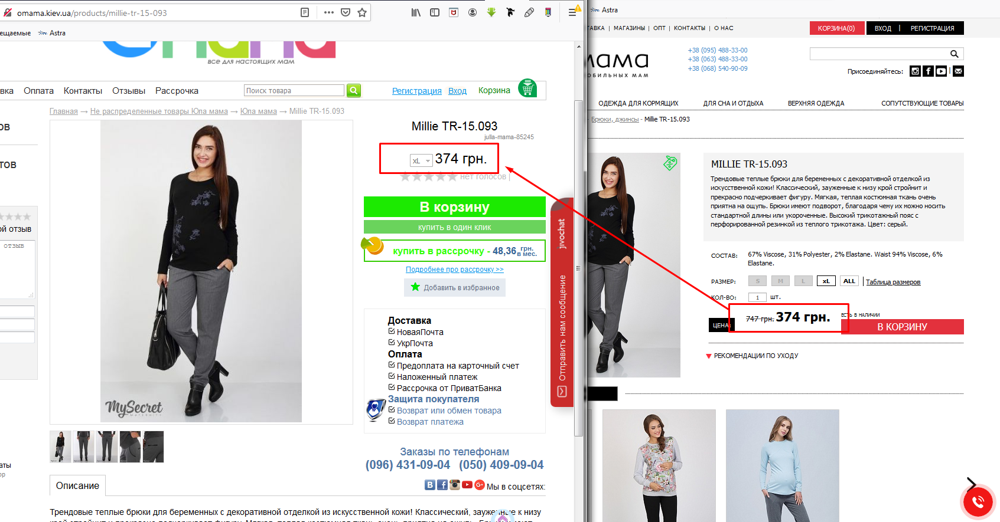 omama.kiev.ua/products/millie-tr-15-093
ещаемые Astra
все для настоящих мам
вка Оплата Контакты Отзывы Рассрочка Поиск товара Регистрация Вход Корзина
Главная → Не распределенные товары Юла мама → Юла мама → Millie TR-15.093
ОВ
ТОВ
ой отзыв
отзыв
аты
ор
MySecret
MATERNITY
Millie TR-15.093
julla-mama-85245
xL 374 грн.
нет голосов |
В корзину
купить в один клик
купить в рассрочку - 48,36 грн. в мес.
Подробнее про рассрочку >>
Добавить в избранное
Доставка
НоваяПочта
УкрПочта
Оплата
Предоплата на карточный счет
Наложенный платеж
Рассрочка от ПриватБанка
Защита покупателя
Возврат или обмен товара
Возврат платежа
Заказы по телефонам
(096) 431-09-04 (050) 409-09-04
Мы в соцсетях:
Описание
Трендовые теплые брюки для беременных с декоративной отделкой из искусственной кожи! Классический, зауженные к низу
jivochat
Отправить нам сообщение
Astra
ТАВКА | МАГАЗИНЫ | ОПТ | КОНТАКТЫ | О НАС
КОРЗИНА(0) ВХОД | РЕГИСТРАЦИЯ
мама
ОБИЛЬНЫХ МАМ
+38 (095) 488-33-00
+38 (063) 488-33-00
+38 (068) 540-90-09
Присоединяйтесь:
ОДЕЖДА ДЛЯ КОРМЯЩИХ ДЛЯ СНА И ОТДЫХА ВЕРХНЯЯ ОДЕЖДА СОПУТСТВУЮЩИЕ ТОВАРЫ
- Брюки, джинсы - Millie TR-15.093
MILLIE TR-15.093
Трендовые теплые брюки для беременных с декоративной отделкой из
искусственной кожи! Классический, зауженные к низу крой стройнит и
прекрасно подчеркивает фигуру. Мягкая, теплая костюмная ткань очень
приятна на ощупь. Брюки имеют подворот, благодаря чему их можно носить
стандартной длины или укороченные. Высокий трикотажный пояс с
перфорированной резинкой из теплого трикотажа. Цвет: серый.
СОСТАВ: 67% Viscose, 31% Polyester, 2% Elastane. Waist 94% Viscose, 6%
Elastane.
РАЗМЕР: S M L xL ALL | Таблица размеров
КОЛ-ВО: 1 шт.
ЦЕНА: 747 грн. 374 грн.
ЕСТЬ В НАЛИЧИИ
В КОРЗИНУ
РЕКОМЕНДАЦИИ ПО УХОДУ